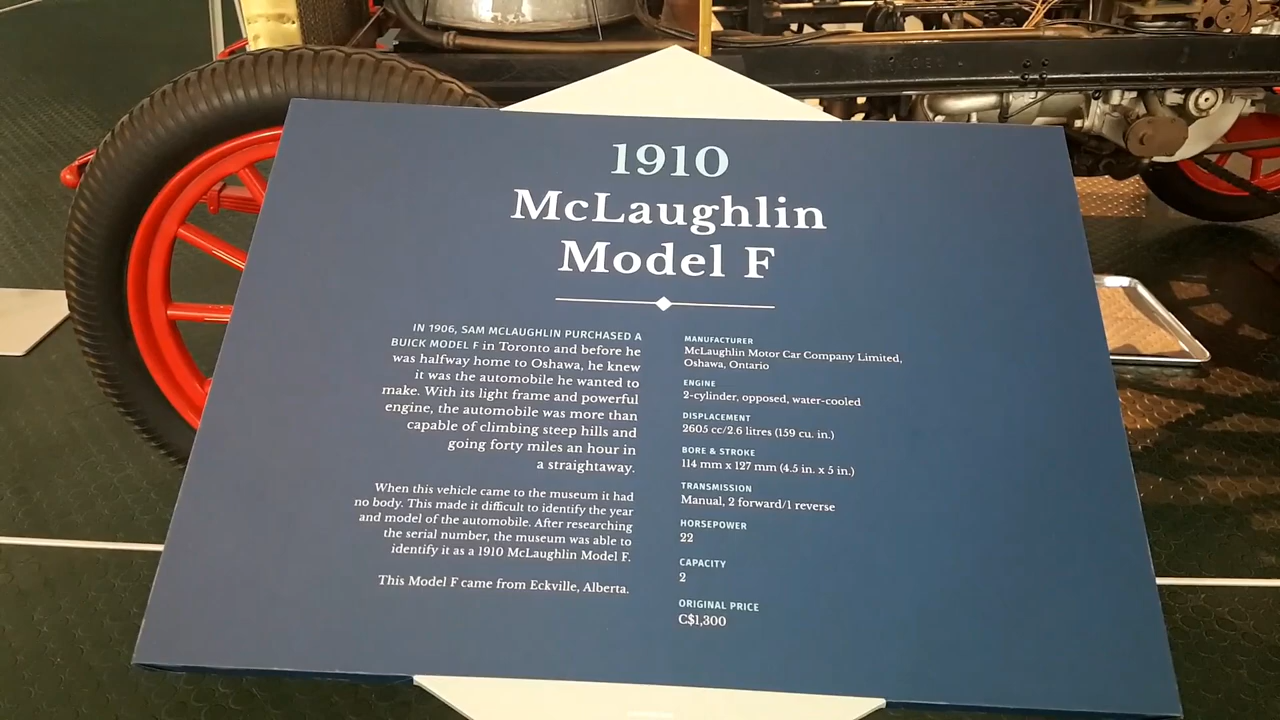 1910
McLaughlin
Model F
IN 1906, SAM MCLAUGHLIN PURCHASED A
BUICK MODEL F in Toronto and before he
was halfway home to Oshawa, he knew
it was the automobile he wanted to
make. With its light frame and powerful
engine, the automobile was more than
capable of climbing steep hills and
going forty miles an hour in
a straightaway.
When this vehicle came to the museum it had
no body. This made it difficult to identify the year
and model of the automobile. After researching
the serial number, the museum was able to
identify it as a 1910 McLaughlin Model F.
This Model F came from Eckville, Alberta.
MANUFACTURER
McLaughlin Motor Car Company Limited,
Oshawa, Ontario
ENGINE
2-cylinder, opposed, water-cooled
DISPLACEMENT
2605 cc/2.6 litres (159 cu. in.)
BORE & STROKE
114 mm x 127 mm (4.5 in. x 5 in.)
TRANSMISSION
Manual, 2 forward/1 reverse
HORSEPOWER
22
CAPACITY
2
ORIGINAL PRICE
C$1,300